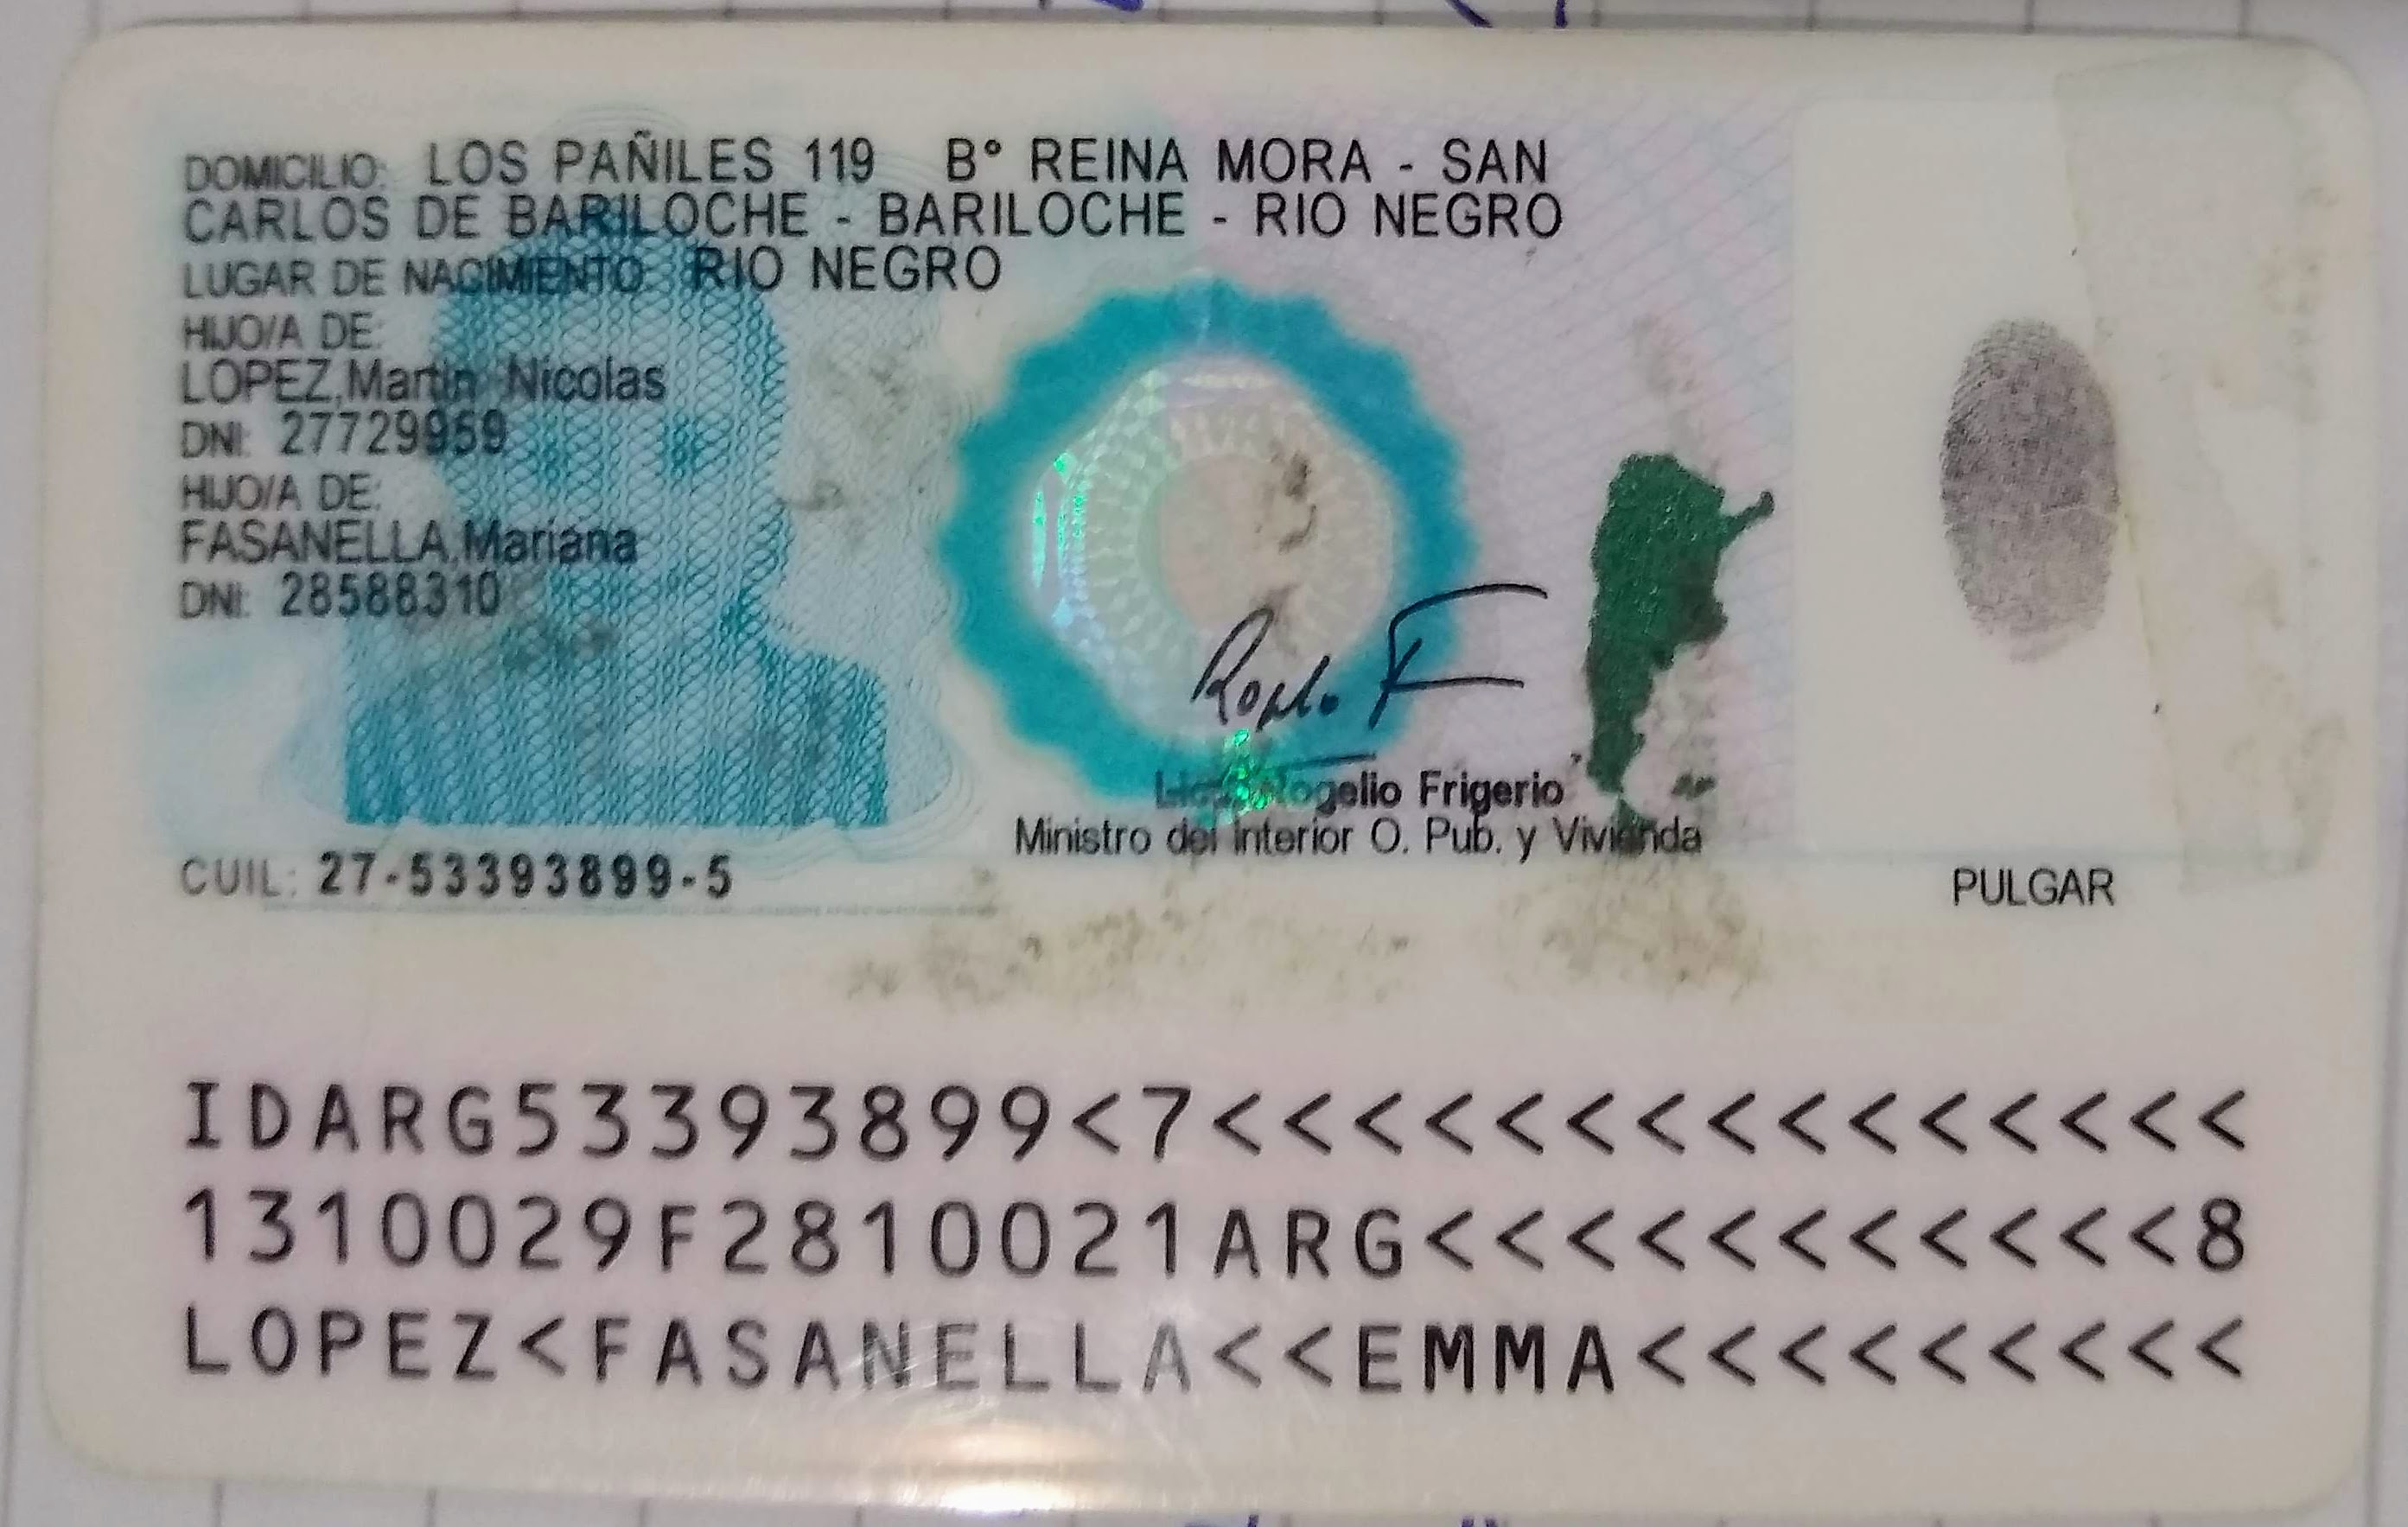 DOMICILIO: LOS PAÑILES 119 B° REINA MORA - SAN
CARLOS DE BARILOCHE - BARILOCHE - RIO NEGRO
LUGAR DE NACIMIENTO: RIO NEGRO
HIJO/A DE:
LOPEZ,Martin Nicolas
DNI: 27729959
HIJO/A DE:
FASANELLA,Mariana
DNI: 28588310
Rogelio Frigerio
Ministro del Interior O. Pub. y Vivienda
CUIL: 27-53393899-5
PULGAR
IDARG53393899<7<<<<<<<<<<<<<<<
1310029F2810021ARG<<<<<<<<<<<8
LOPEZ<FASANELLA<<EMMA<<<<<<<<<